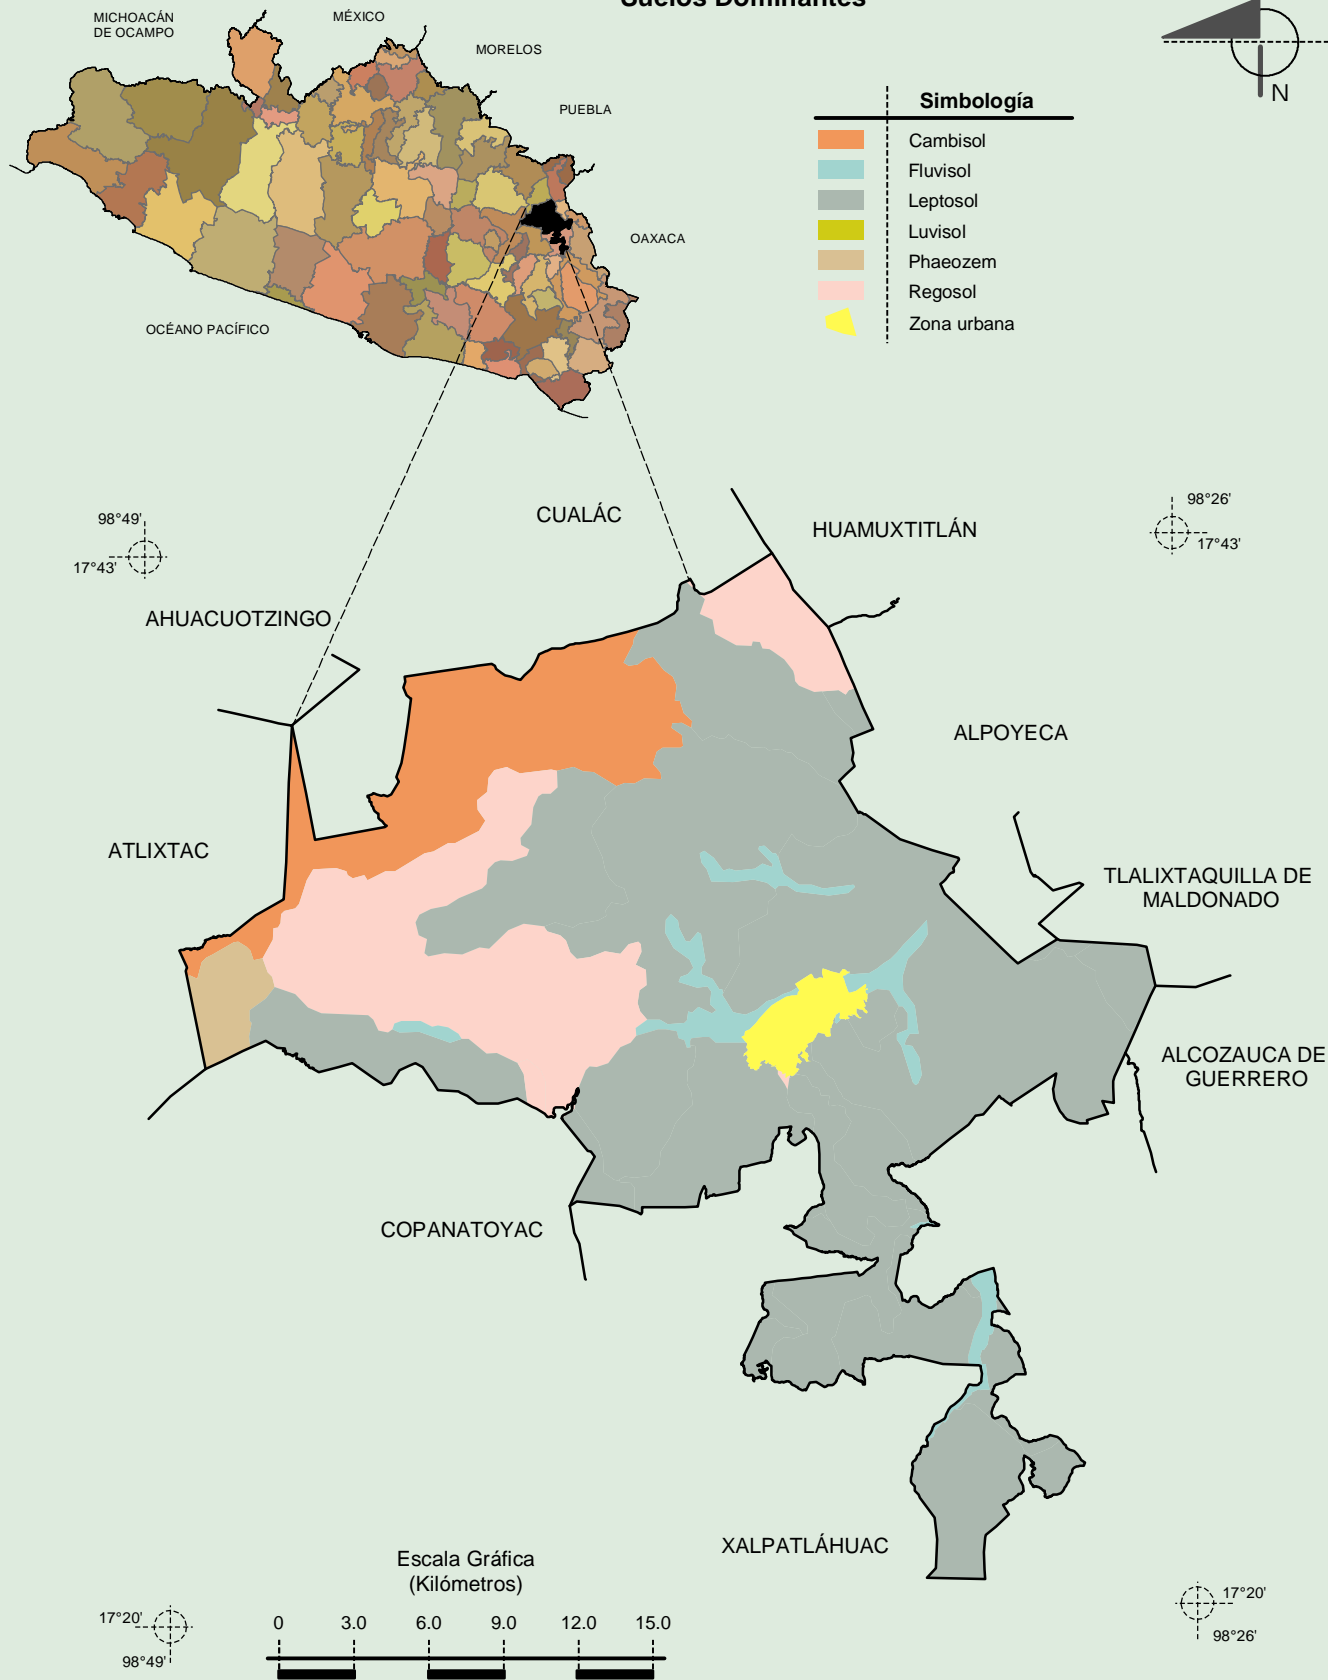 Suelos Dominantes
MICHOACÁN
DE OCAMPO
MÉXICO
MORELOS
PUEBLA
OAXACA
OCÉANO PACÍFICO
N
Simbología
Cambisol
Fluvisol
Leptosol
Luvisol
Phaeozem
Regosol
Zona urbana
98°49'
17°43'
98°26'
17°43'
CUALÁC
HUAMUXTITLÁN
AHUACUOTZINGO
ALPOYECA
ATLIXTAC
TLALIXTAQUILLA DE
MALDONADO
ALCOZAUCA DE
GUERRERO
COPANATOYAC
XALPATLÁHUAC
Escala Gráfica
(Kilómetros)
0 3.0 6.0 9.0 12.0 15.0
17°20'
98°49'
17°20'
98°26'